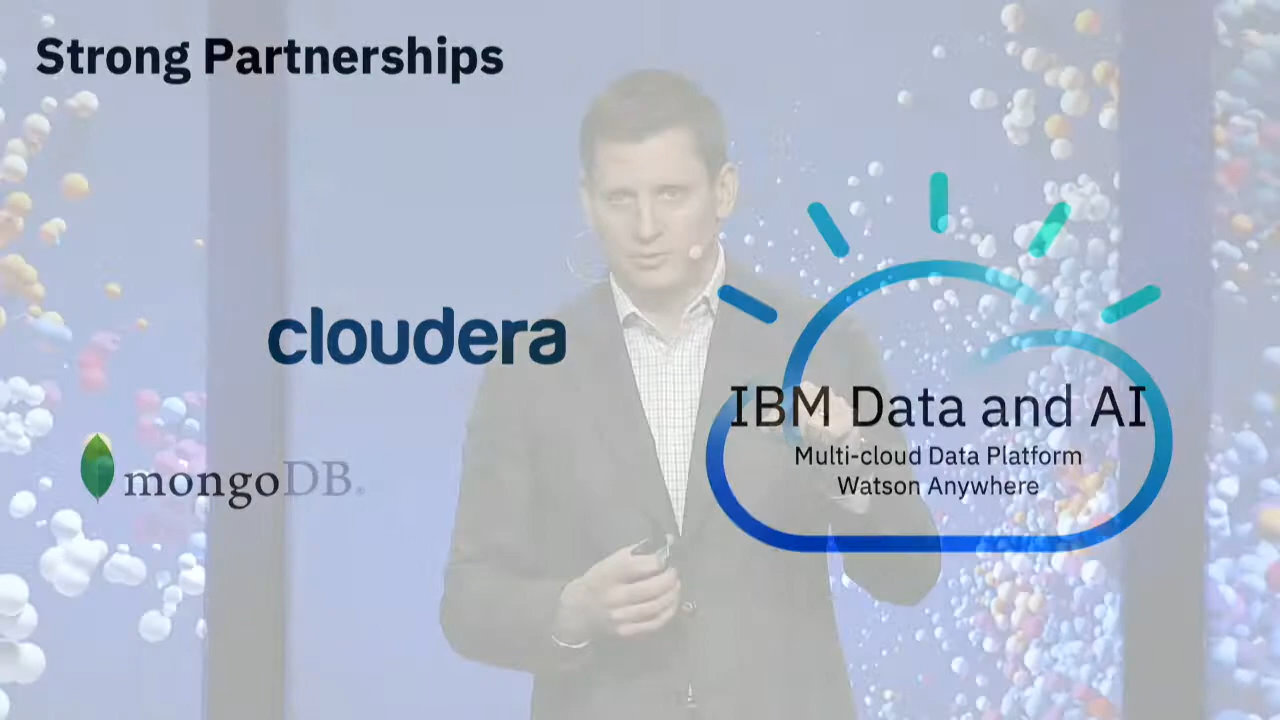 Strong Partnerships
cloudera
mongoDB.
IBM Data and AI
Multi-cloud Data Platform
Watson Anywhere